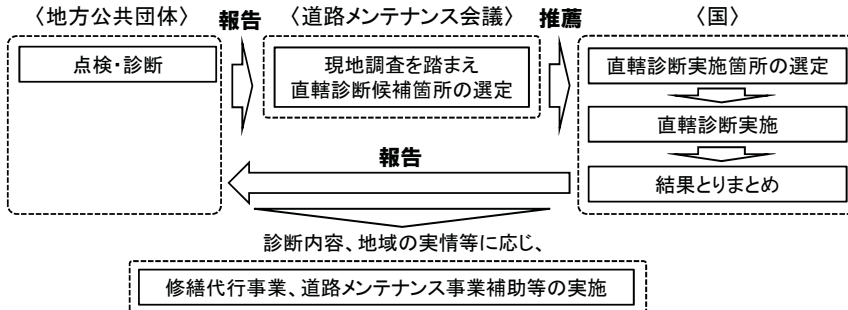 〈地方公共団体〉
報告
〈道路メンテナンス会議〉
推薦
〈国〉
点検・診断
現地調査を踏まえ
直轄診断候補箇所の選定
直轄診断実施箇所の選定
直轄診断実施
結果とりまとめ
報告
診断内容、地域の実情等に応じ、
修繕代行事業、道路メンテナンス事業補助等の実施